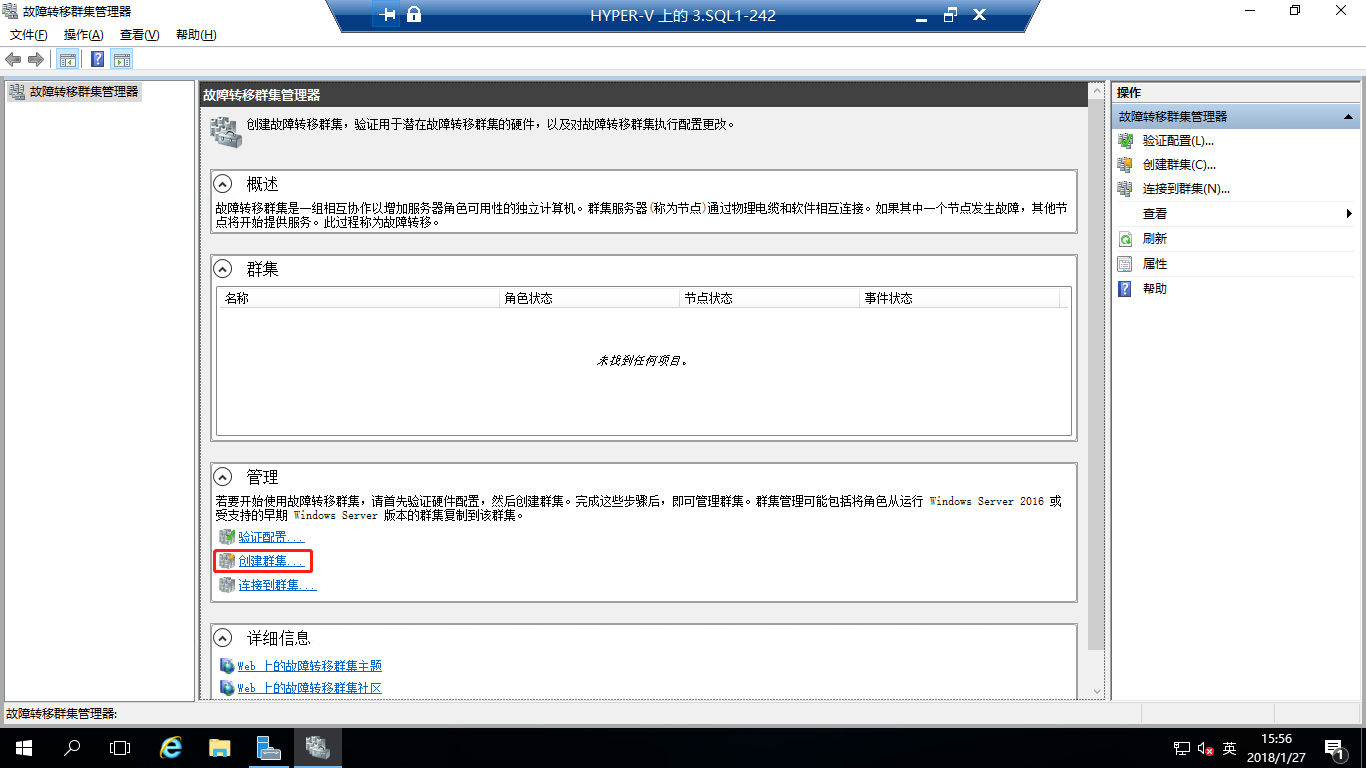 故障转移群集管理器
HYPER-V 上的 3.SQL1-242
文件(F) 操作(A) 查看(V) 帮助(H)
故障转移群集管理器
故障转移群集管理器
创建故障转移群集，验证用于潜在故障转移群集的硬件，以及对故障转移群集执行配置更改。
概述
故障转移群集是一组相互协作以增加服务器角色可用性的独立计算机。群集服务器(称为节点)通过物理电缆和软件相互连接。如果其中一个节点发生故障，其他节
点将开始提供服务。此过程称为故障转移。
群集
名称 角色状态 节点状态 事件状态
未找到任何项目。
管理
若要开始使用故障转移群集，请首先验证硬件配置，然后创建群集。完成这些步骤后，即可管理群集。群集管理可能包括将角色从运行 Windows Server 2016 或
受支持的早期 Windows Server 版本的群集复制到该群集。
验证配置...
创建群集...
连接到群集...
详细信息
Web 上的故障转移群集主题
Web 上的故障转移群集社区
操作
故障转移群集管理器
验证配置(L)...
创建群集(C)...
连接到群集(N)...
查看
刷新
属性
帮助
故障转移群集管理器:
英
15:56
2018/1/27
1